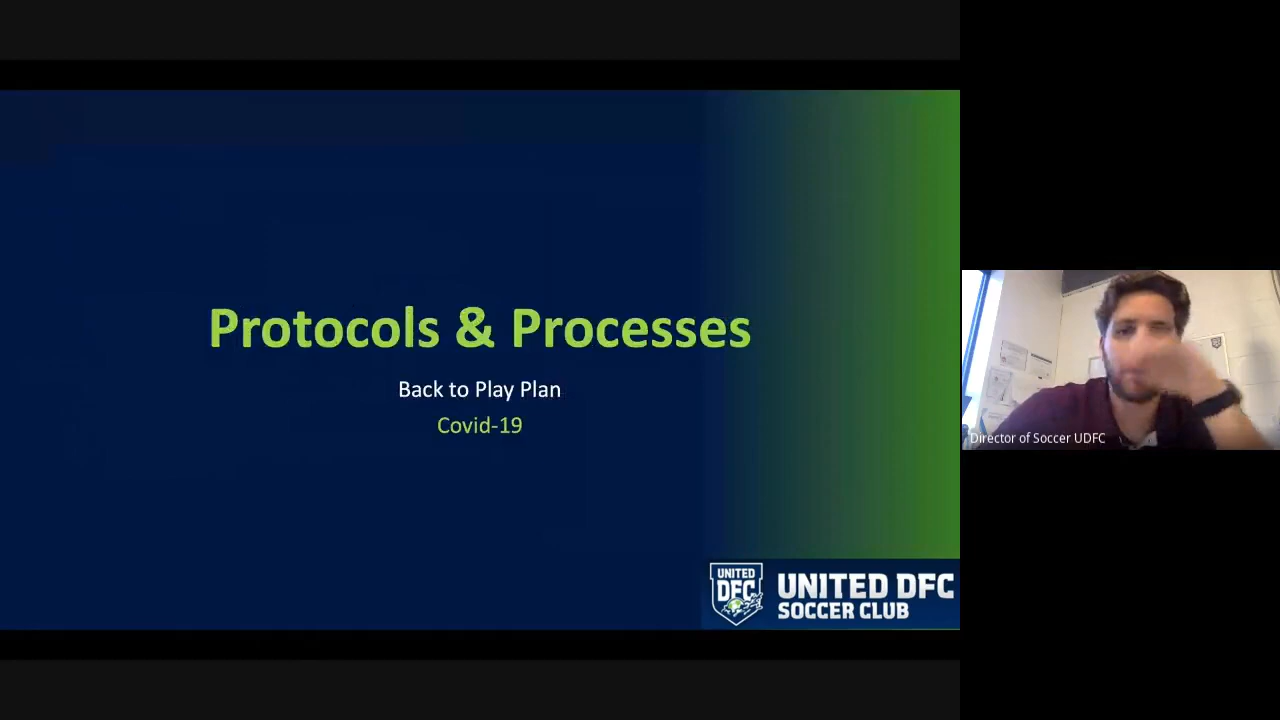 Protocols & Processes
Back to Play Plan
Covid-19
UNITED
DFC
UNITED DFC
SOCCER CLUB
Director of Soccer UDFC